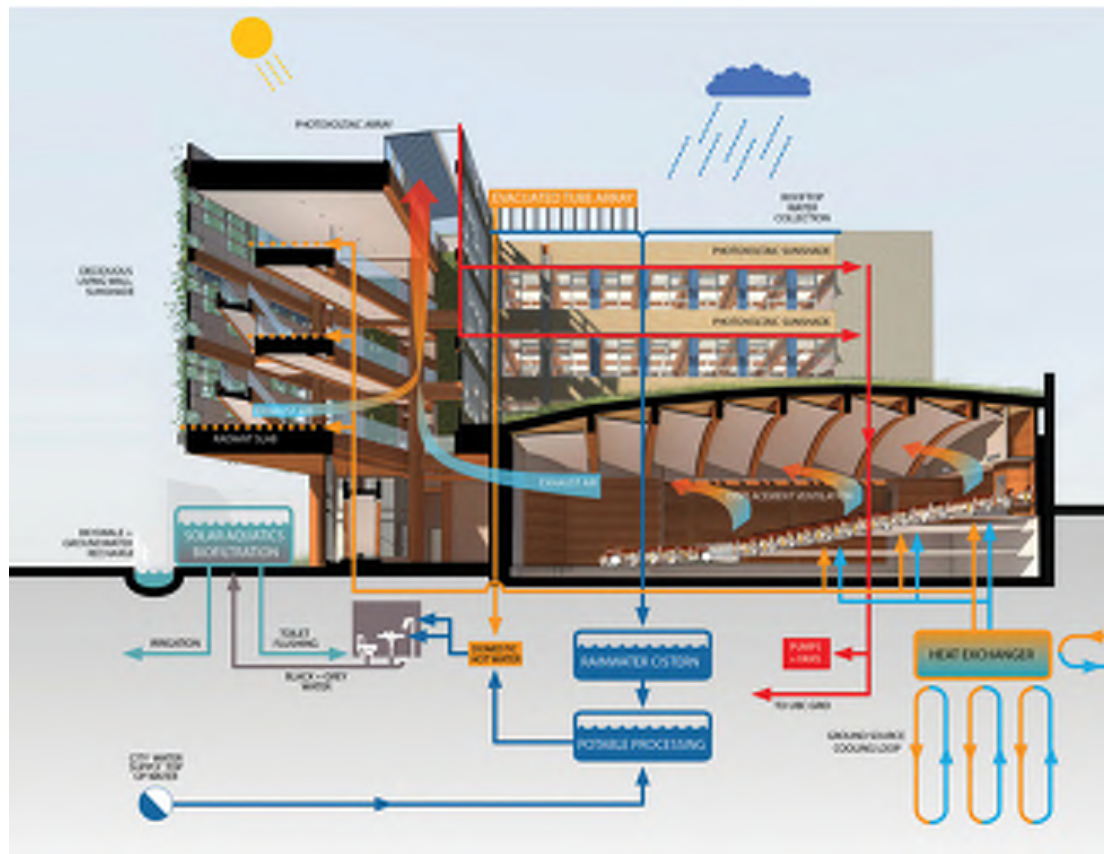 PHOTOVOLTAIC ARRAY
EVACUATED TUBE ARRAY
ROOFTOP
WATER
COLLECTION
PHOTOVOLTAIC SUNSHADE
DECIDUOUS
LIVING WALL
SUNSHADE
PHOTOVOLTAIC SUNSHADE
EXHAUST AIR
RADIANT SLAB
EXHAUST AIR
DISPLACEMENT VENTILATION
BIOSWALE +
GROUNDWATER
RECHARGE
SOLAR AQUATICS
BIOFILTRATION
IRRIGATION
TOILET
FLUSHING
BLACK + GREY
WATER
DOMESTIC
HOT WATER
RAINWATER CISTERN
PUMPS
+ FANS
HEAT EXCHANGER
TO UBC GRID
POTABLE PROCESSING
GROUND SOURCE
COOLING LOOP
CITY WATER
SUPPLY TOP
UP WATER